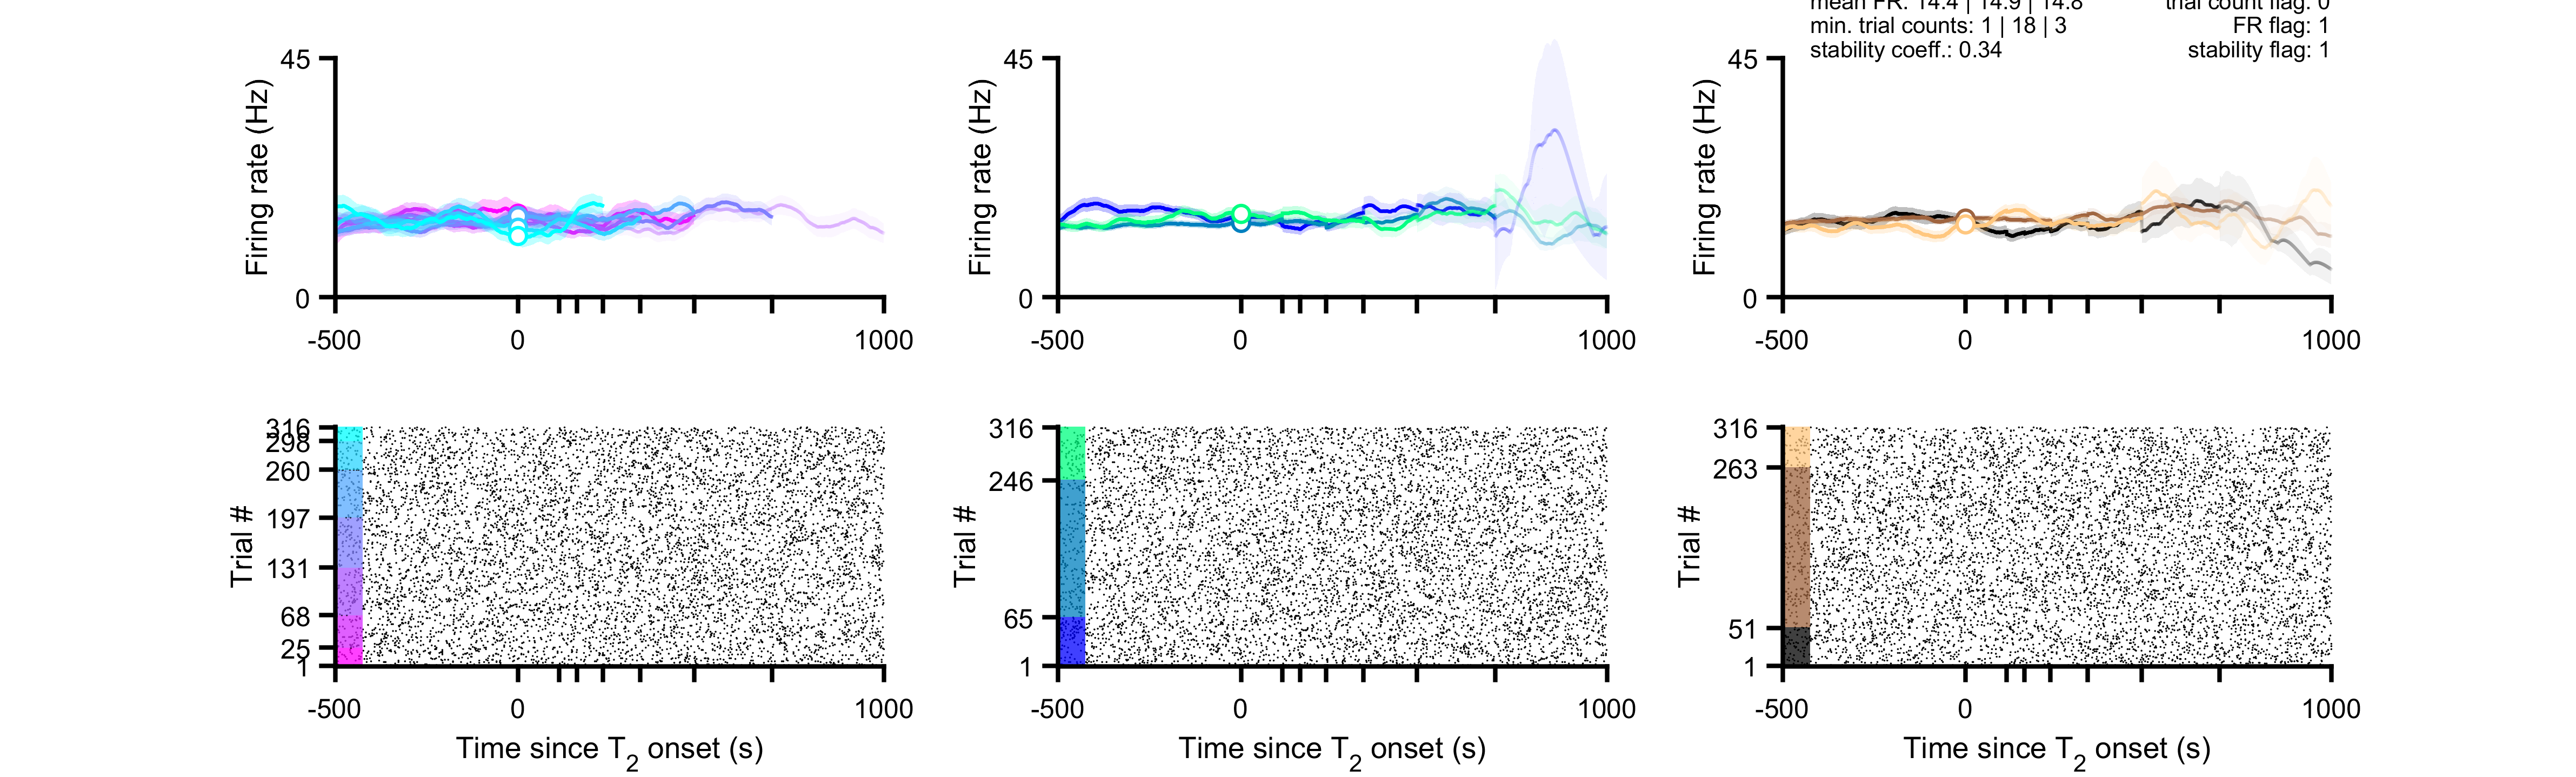 mean FR: 14.4 | 14.9 | 14.8 trial count flag: 0
min. trial counts: 1 | 18 | 3 FR flag: 1
stability coeff.: 0.34 stability flag: 1
45
Firing rate (Hz)
0
-500 0 1000
45
Firing rate (Hz)
0
-500 0 1000
45
Firing rate (Hz)
0
-500 0 1000
316
298
260
197
131
68
25
1
Trial #
-500 0 1000
Time since T2 onset (s)
316
246
65
1
Trial #
-500 0 1000
Time since T2 onset (s)
316
263
51
1
Trial #
-500 0 1000
Time since T2 onset (s)